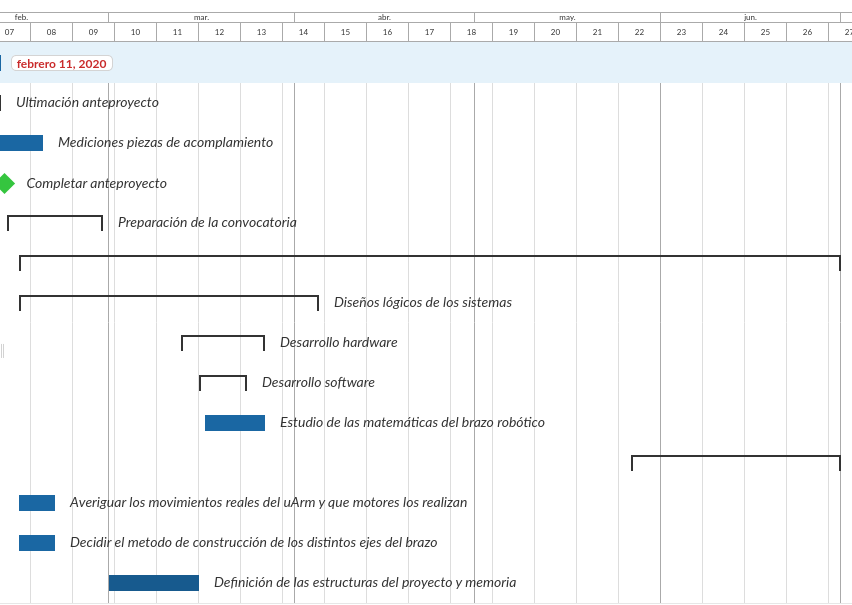 feb. mar. abr. may. jun.
07 08 09 10 11 12 13 14 15 16 17 18 19 20 21 22 23 24 25 26 27
febrero 11, 2020
Ultimación anteproyecto
Mediciones piezas de acomplamiento
Completar anteproyecto
Preparación de la convocatoria
Diseños lógicos de los sistemas
Desarrollo hardware
Desarrollo software
Estudio de las matemáticas del brazo robótico
Averiguar los movimientos reales del uArm y que motores los realizan
Decidir el metodo de construcción de los distintos ejes del brazo
Definición de las estructuras del proyecto y memoria